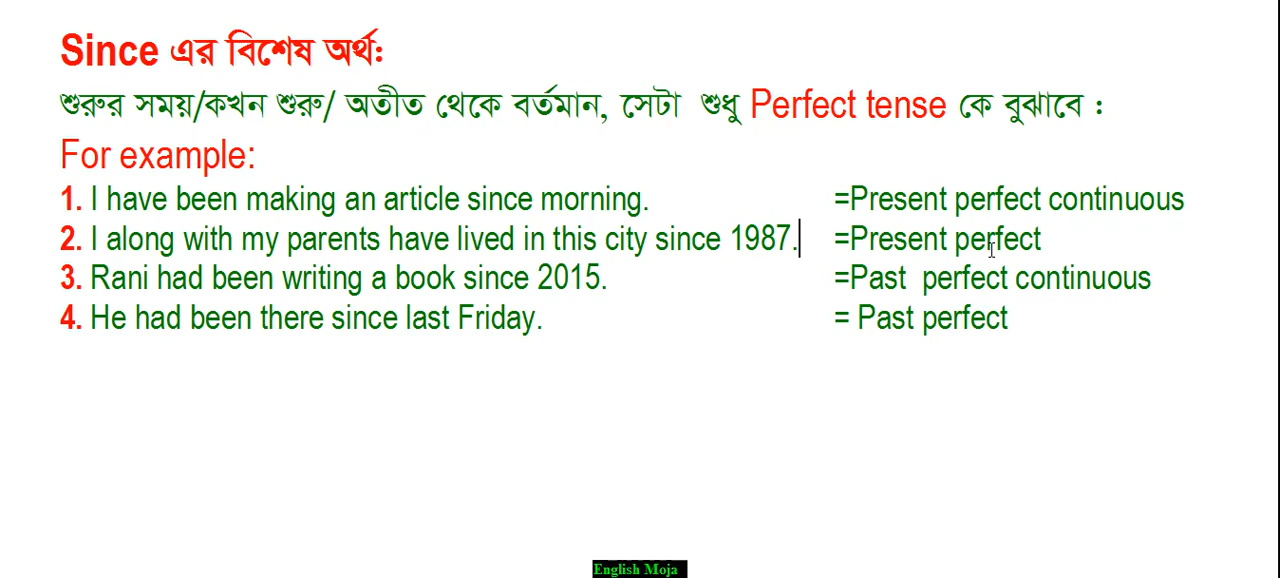 Since এর বিশেষ অর্থ:
শুরুর সময়/কখন শুরু/ অতীত থেকে বর্তমান, সেটা শুধু Perfect tense কে বুঝাবে :
For example:
1. I have been making an article since morning. =Present perfect continuous
2. I along with my parents have lived in this city since 1987. =Present perfect
3. Rani had been writing a book since 2015. =Past perfect continuous
4. He had been there since last Friday. = Past perfect
English Moja